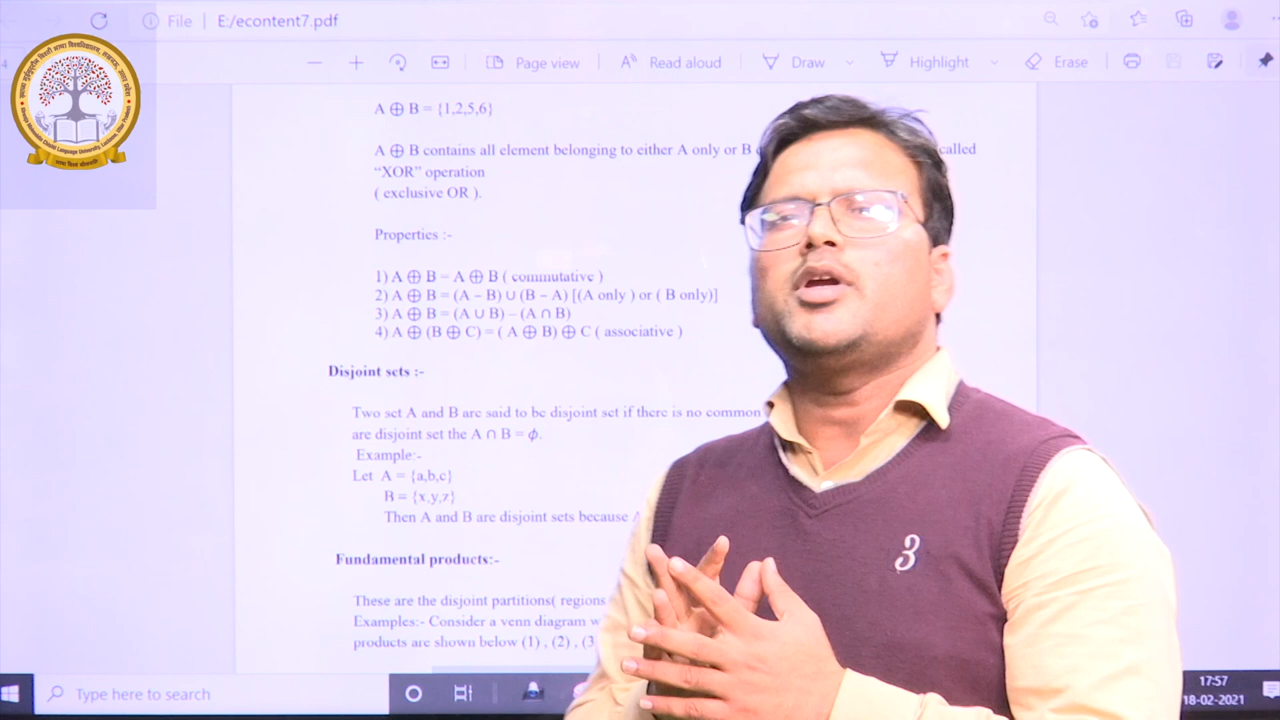 File | E:/econtent7.pdf
4
Page view
Read aloud
Draw
Highlight
Erase
A ⊕ B = {1,2,5,6}
A ⊕ B contains all element belonging to either A only or B
called
“XOR” operation
( exclusive OR ).
Properties :-
1) A ⊕ B = A ⊕ B ( commutative )
2) A ⊕ B = (A – B) ∪ (B – A) [(A only ) or ( B only)]
3) A ⊕ B = (A ∪ B) – (A ∩ B)
4) A ⊕ (B ⊕ C) = ( A ⊕ B) ⊕ C ( associative )
Disjoint sets :-
Two set A and B are said to be disjoint set if there is no common
are disjoint set the A ∩ B = ϕ.
Example:-
Let A = {a,b,c}
B = {x,y,z}
Then A and B are disjoint sets because
Fundamental products:-
These are the disjoint partitions( regions
Examples:- Consider a venn diagram
products are shown below (1) , (2) , (3
3
Type here to search
17:57
18-02-2021